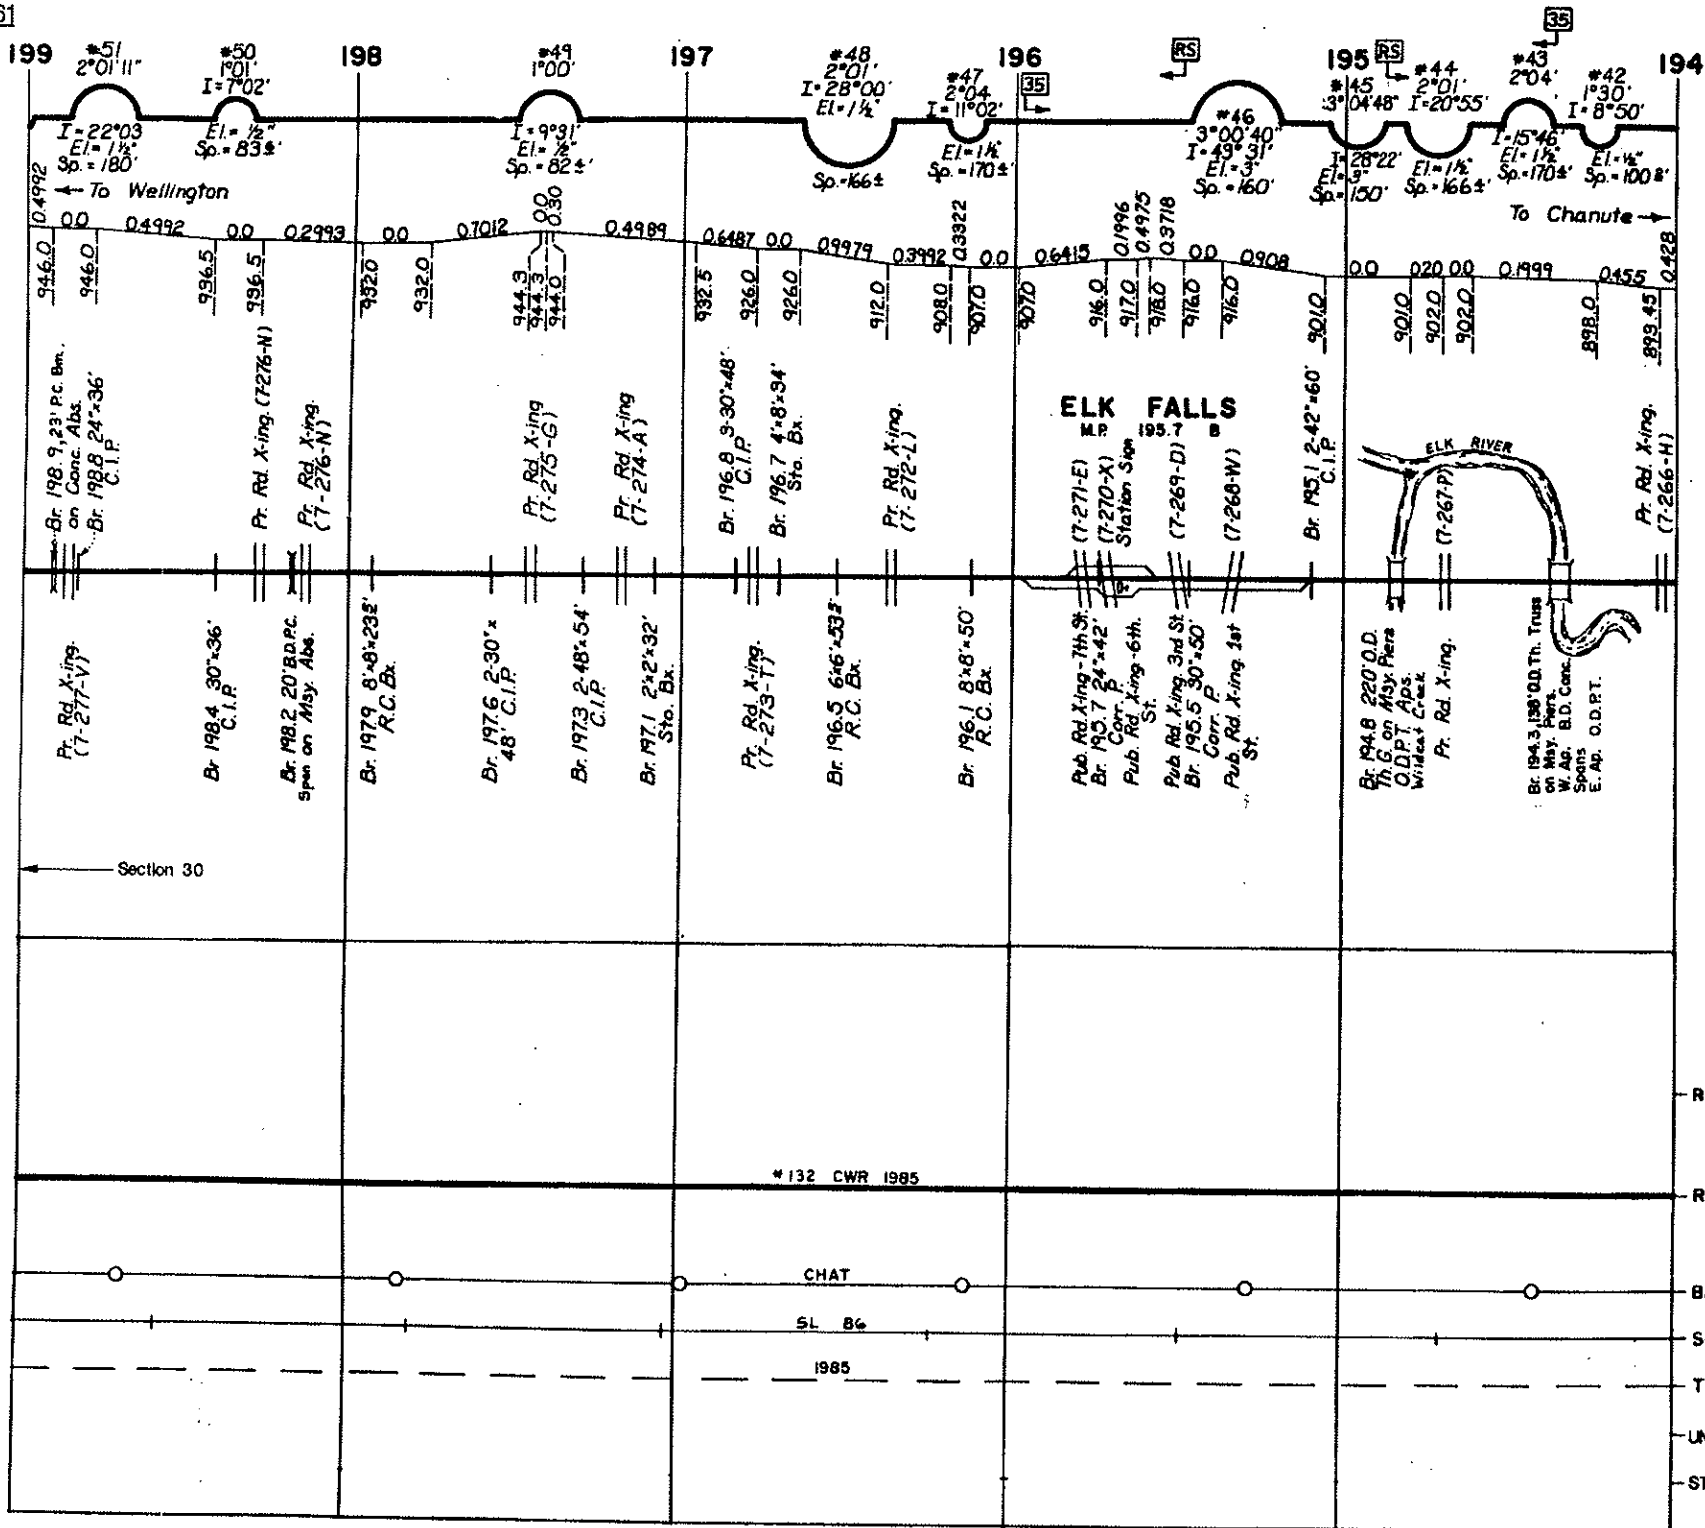 61
199
198
197
196
195
194
#51
2°01'11"
I=22°03
El.=1½"
Sp.=180'
#50
1°01'
I=7°02'
El.=½"
Sp.=83±'
#49
1°00'
I=9°31'
El.=½"
Sp.=82±'
#48
2°01'
I=28°00'
El.=1½"
Sp.=166±
#47
2°04
I=11°02'
El.=1½"
Sp.=170±'
35
RS
#46
3°00'40"
I=49°31'
El.=3"
Sp.=160'
#45
3°04'48"
I=28°22'
El.=3"
Sp.=150'
RS
#44
2°01'
I=20°55'
El.=1½"
Sp.=166±'
35
#43
2°04'
I=15°46'
El.=1½"
Sp.=170±'
#42
1°30'
I=8°50'
El.=½"
Sp.=100±'
← To Wellington
To Chanute →
0.4992
0.0
0.4992
0.0
0.2993
0.0
0.7012
0.0
0.30
0.4989
0.6487
0.0
0.9979
0.3992
0.3322
0.0
0.6415
0.1996
0.4975
0.3718
0.0
0.908
0.0
020
0.0
0.1999
0.455
0.428
946.0
946.0
936.5
936.5
932.0
932.0
944.3
944.3
944.0
932.5
926.0
926.0
912.0
908.0
907.0
907.0
916.0
917.0
918.0
916.0
916.0
901.0
901.0
902.0
902.0
898.0
893.45
Br. 198.9, 23' P.C. Bm.
on Conc. Abs.
Br. 198.8 24"x36'
C.I.P.
Pr. Rd. X-ing. (7-276-N)
Pr. Rd. X-ing.
(7-276-N)
Pr. Rd. X-ing
(7-275-G)
Pr. Rd. X-ing
(7-274-A)
Br. 196.8 3-30"x48'
C.I.P.
Br. 196.7 4'x8'x34'
Sto. Bx.
Pr. Rd. X-ing.
(7-272-L)
ELK FALLS
M.P. 195.7 B
(7-271-E)
(7-270-X)
Station Sign
(7-269-D)
(7-268-W)
Br. 195.1 2-42"x60'
C.I.P.
ELK RIVER
(7-267-P)
Pr. Rd. X-ing.
(7-266-H)
Pr. Rd. X-ing.
(7-277-V)
Br 198.4 30"x36'
C.I.P.
Br. 198.2 20' B.D.P.C.
Span on Msy. Abs.
Br. 197.9 8'x8'x23⁵'
R.C. Bx.
Br. 197.6 2-30"x
48' C.I.P.
Br. 197.3 2-48"x54'
C.I.P.
Br. 197.1 2'x2'x32'
Sto. Bx.
Pr. Rd. X-ing.
(7-273-T)
Br. 196.5 6'x6'x53²'
R.C. Bx.
Br. 196.1 8'x8'x50'
R.C. Bx.
Pub. Rd X-ing-7th St.
Br. 195.7 24"x42'
Corr. P.
Pub. Rd. X-ing-6th.
St.
Pub. Rd X-ing. 3rd St.
Br. 195.5 30"x50'
Corr. P
Pub. Rd X-ing. 1st
St.
Br. 194.8 220' O.D.
Th. G. on Msy. Piers
O.D.P.T. Aps.
Wildcat Creek
Pr. Rd. X-ing.
Br. 194.3, 138' O.D. Th. Truss
on Msy. Piers.
W. Ap. B.D. Conc.
Spans
E. Ap. O.D.P.T.
← Section 30
R
#132 CWR 1985
R
CHAT
B
SL 86
S
1985
T
UN
ST